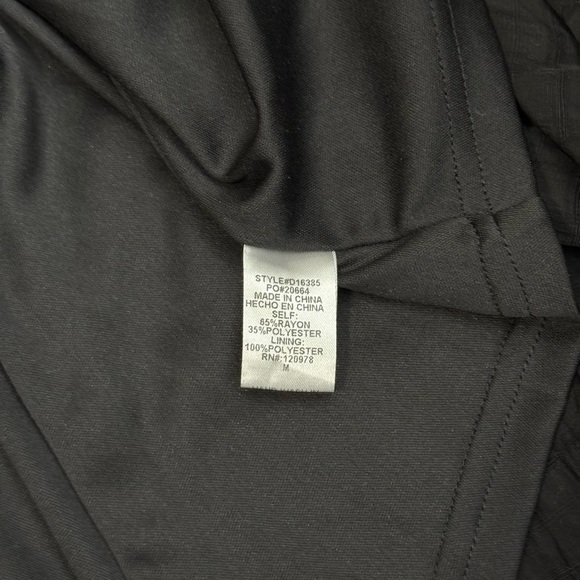 STYLE#D16385
PO#20664
MADE IN CHINA
HECHO EN CHINA
SELF:
65%RAYON
35%POLYESTER
LINING:
100%POLYESTER
RN#:120978
M